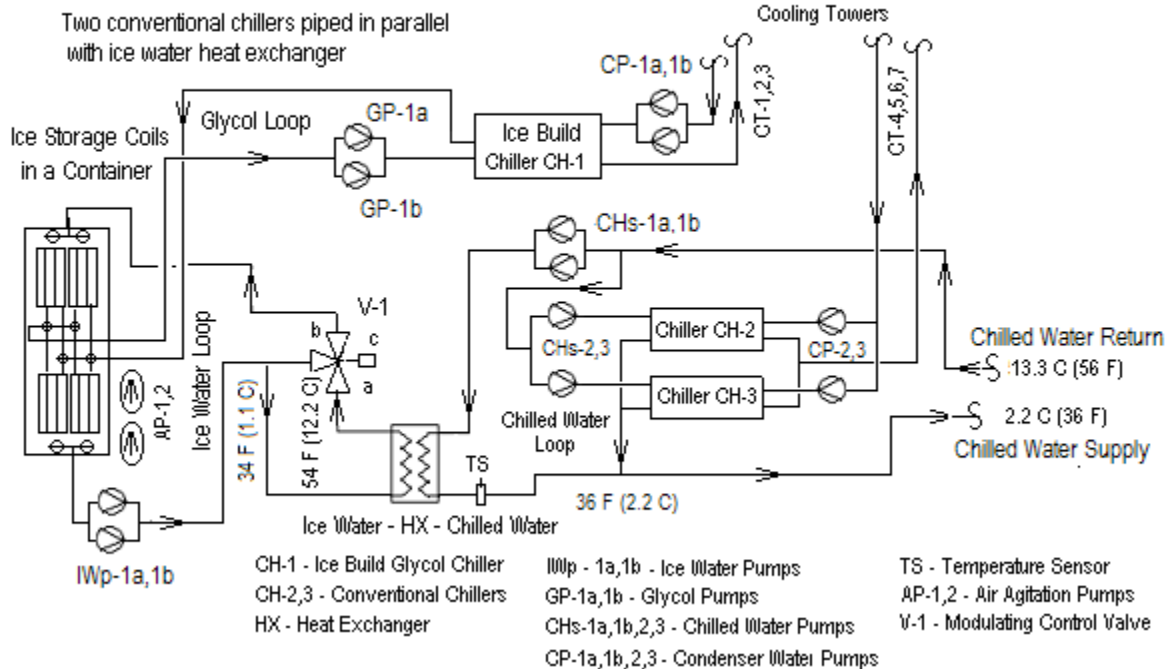 Two conventional chillers piped in parallel
with ice water heat exchanger
Cooling Towers
CP-1a,1b
CT-1,2,3
CT-4,5,6,7
Glycol Loop
GP-1a
Ice Build
Chiller CH-1
Ice Storage Coils
in a Container
GP-1b
CHs-1a,1b
V-1
b
c
a
Chiller CH-2
CHs-2,3
CP-2,3
Chiller CH-3
Chilled Water Return
13.3 C (56 F)
2.2 C (36 F)
Chilled Water Supply
AP-1,2
Ice Water Loop
34 F (1.1 C)
54 F (12.2 C)
Chilled Water
Loop
TS
36 F (2.2 C)
Ice Water - HX - Chilled Water
IWp-1a,1b
CH-1 - Ice Build Glycol Chiller
CH-2,3 - Conventional Chillers
HX - Heat Exchanger
IWp - 1a,1b - Ice Water Pumps
GP-1a,1b - Glycol Pumps
CHs-1a,1b,2,3 - Chilled Water Pumps
CP-1a,1b,2,3 - Condenser Water Pumps
TS - Temperature Sensor
AP-1,2 - Air Agitation Pumps
V-1 - Modulating Control Valve